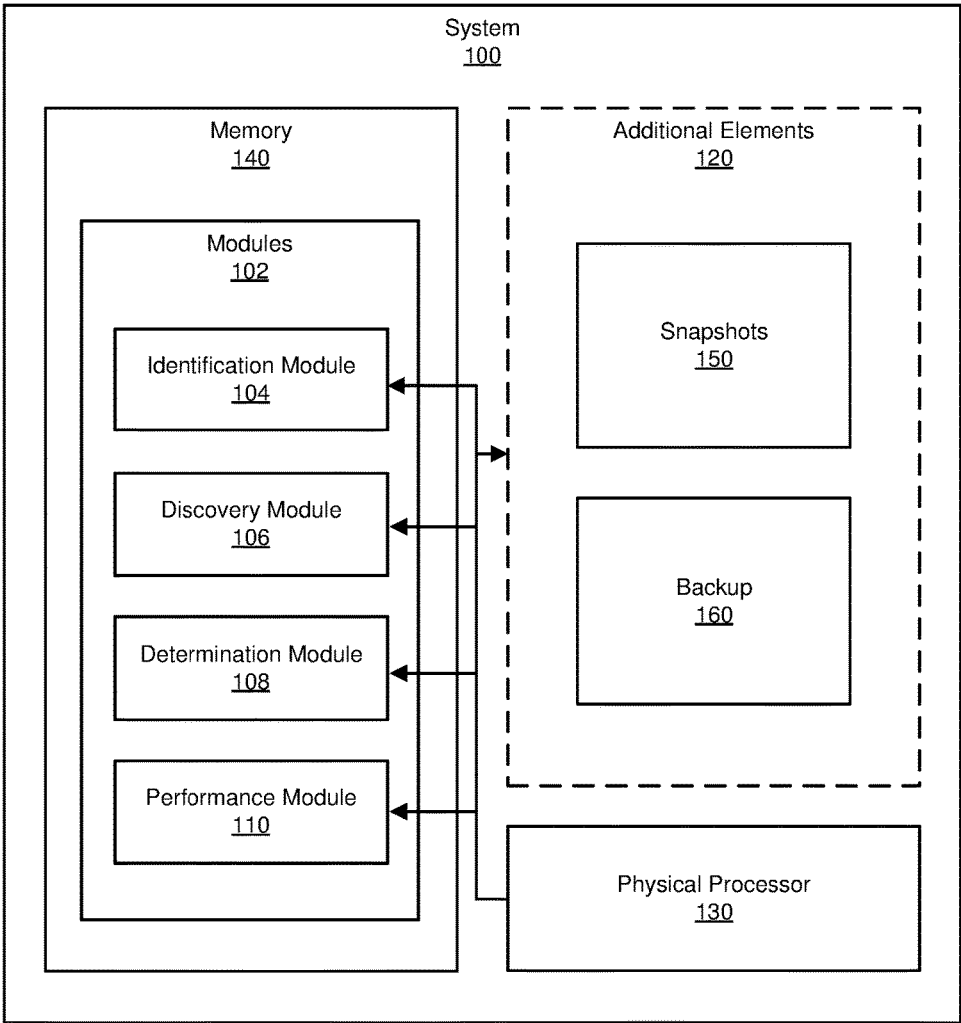 System
100
Memory
140
Modules
102
Identification Module
104
Discovery Module
106
Determination Module
108
Performance Module
110
Additional Elements
120
Snapshots
150
Backup
160
Physical Processor
130